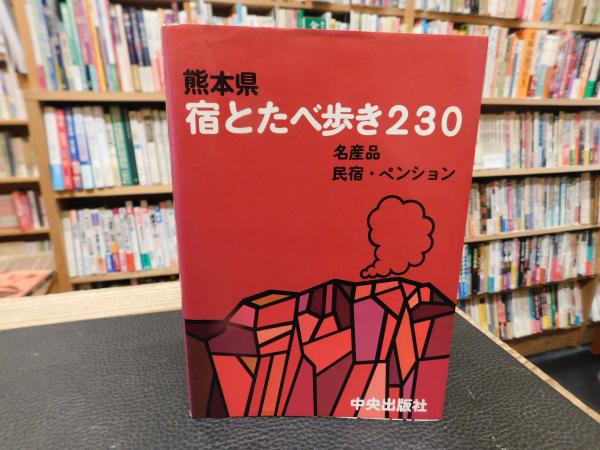 熊本県
宿とたべ歩き230
名産品
民宿・ペンション
中央出版社